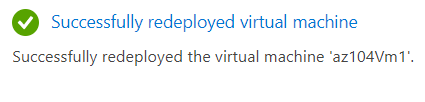 Successfully redeployed virtual machine
Successfully redeployed the virtual machine 'az104Vm1'.